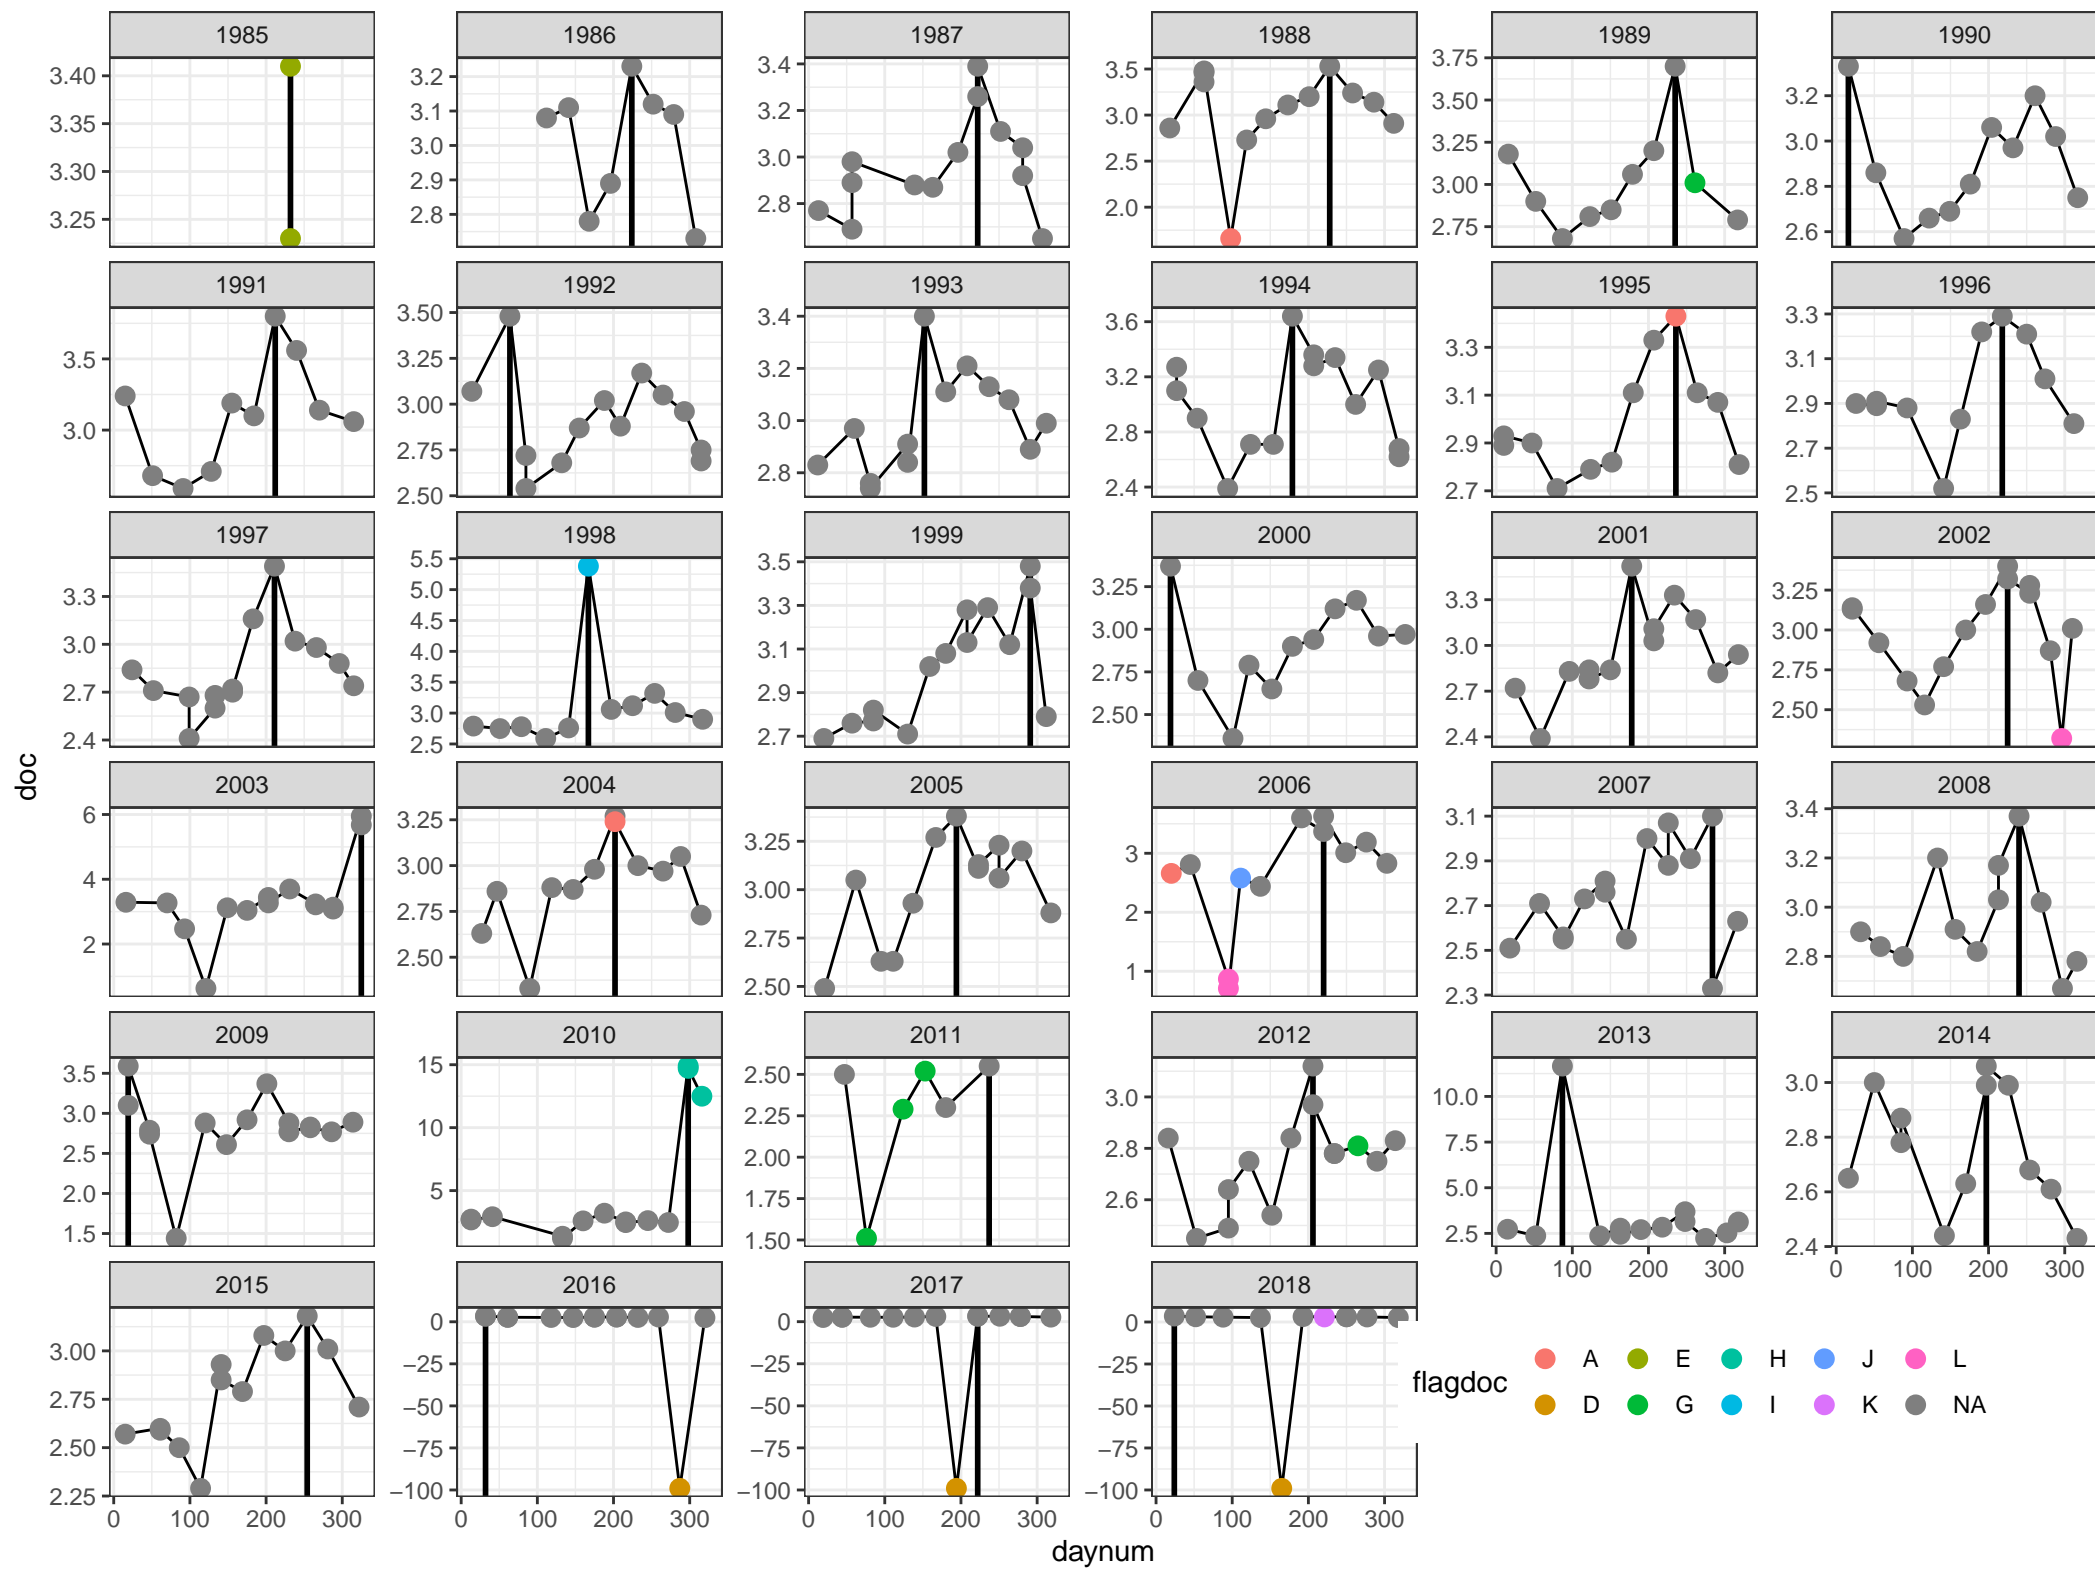 1985 1986 1987 1988 1989 1990
3.40 3.35 3.30 3.25
3.2 3.1 3.0 2.9 2.8
3.4 3.2 3.0 2.8
3.5 3.0 2.5 2.0
3.75 3.50 3.25 3.00 2.75
3.2 3.0 2.8 2.6
1991 1992 1993 1994 1995 1996
3.5 3.0
3.50 3.25 3.00 2.75 2.50
3.4 3.2 3.0 2.8
3.6 3.2 2.8 2.4
3.3 3.1 2.9 2.7
3.3 3.1 2.9 2.7 2.5
1997 1998 1999 2000 2001 2002
3.3 3.0 2.7 2.4
5.5 5.0 4.5 4.0 3.5 3.0 2.5
3.5 3.3 3.1 2.9 2.7
3.25 3.00 2.75 2.50
3.3 3.0 2.7 2.4
3.25 3.00 2.75 2.50
doc
2003 2004 2005 2006 2007 2008
6 4 2
3.25 3.00 2.75 2.50
3.25 3.00 2.75 2.50
3 2 1
3.1 2.9 2.7 2.5 2.3
3.4 3.2 3.0 2.8
2009 2010 2011 2012 2013 2014
3.5 3.0 2.5 2.0 1.5
15 10 5
2.50 2.25 2.00 1.75 1.50
3.0 2.8 2.6
10.0 7.5 5.0 2.5
3.0 2.8 2.6 2.4
0 100 200 300 0 100 200 300
2015 2016 2017 2018
3.00 2.75 2.50 2.25
0 −25 −50 −75 −100
0 −25 −50 −75 −100
0 −25 −50 −75 −100
0 100 200 300 0 100 200 300 0 100 200 300 0 100 200 300
daynum
flagdoc
A E H J L
D G I K NA